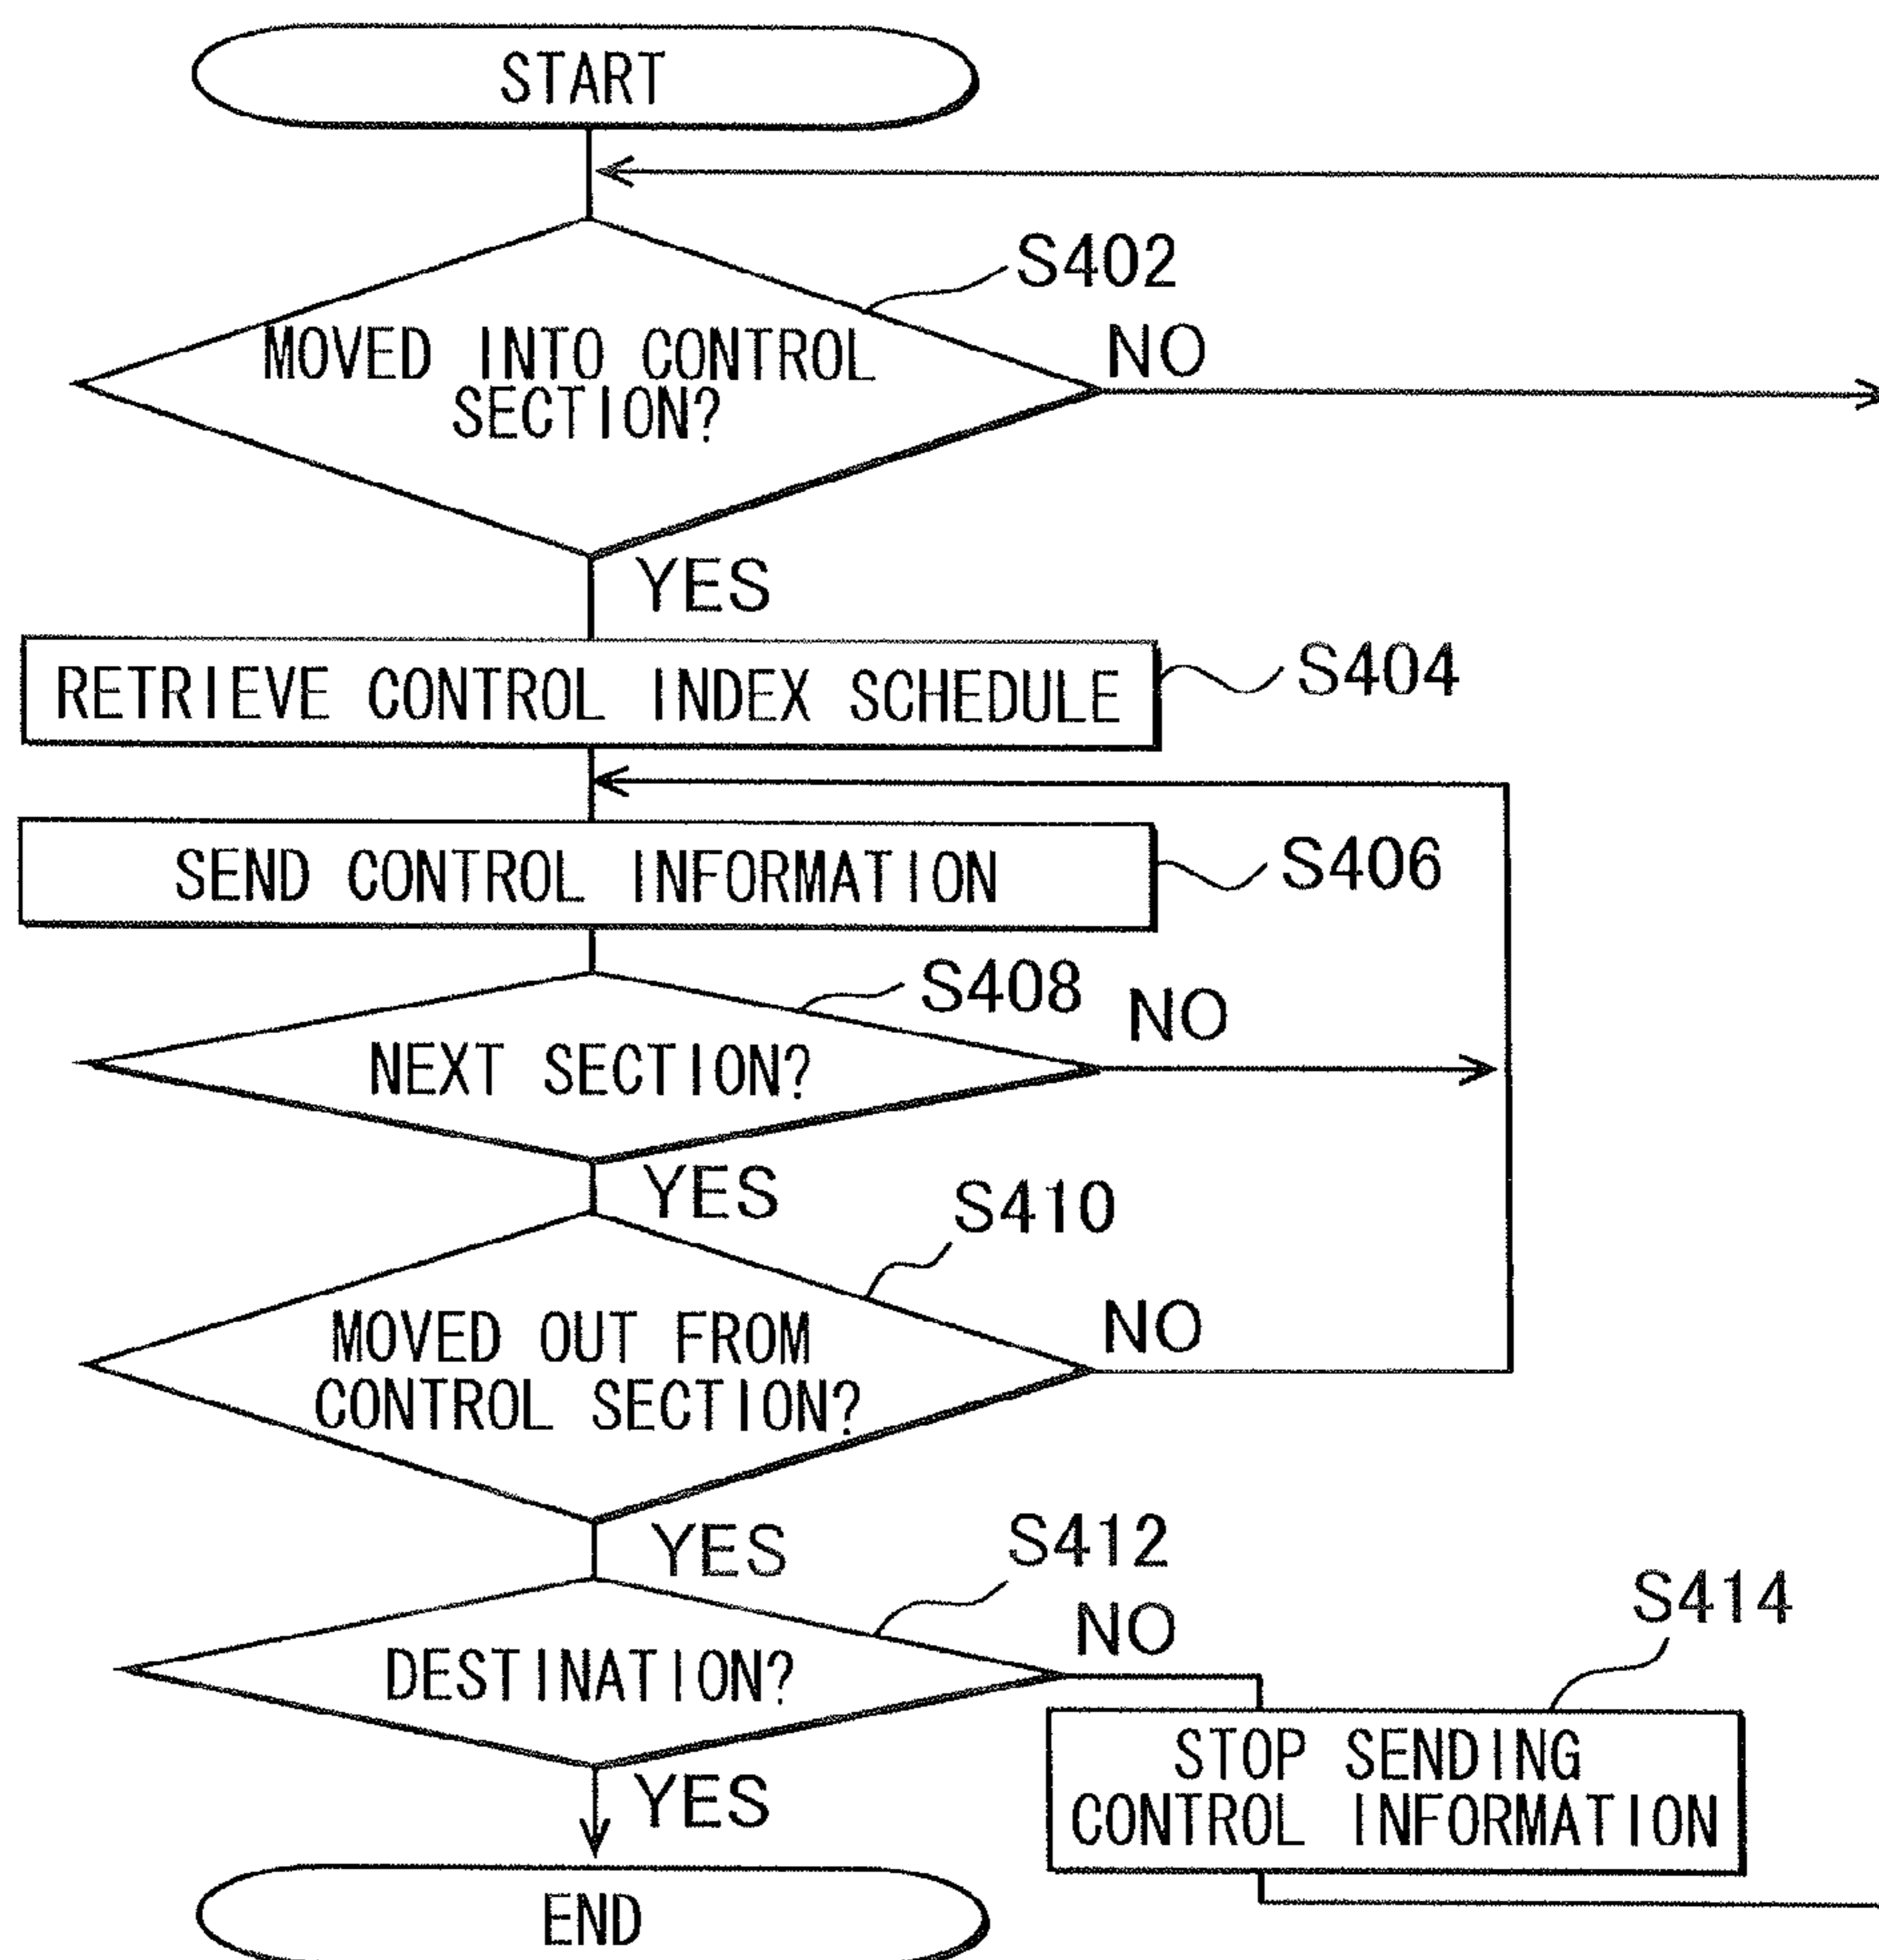 START
S402
MOVED INTO CONTROL
SECTION?
NO
YES
RETRIEVE CONTROL INDEX SCHEDULE
S404
SEND CONTROL INFORMATION
S406
S408
NO
NEXT SECTION?
YES
S410
MOVED OUT FROM
CONTROL SECTION?
NO
YES
S412
NO
S414
DESTINATION?
STOP SENDING
CONTROL INFORMATION
YES
END